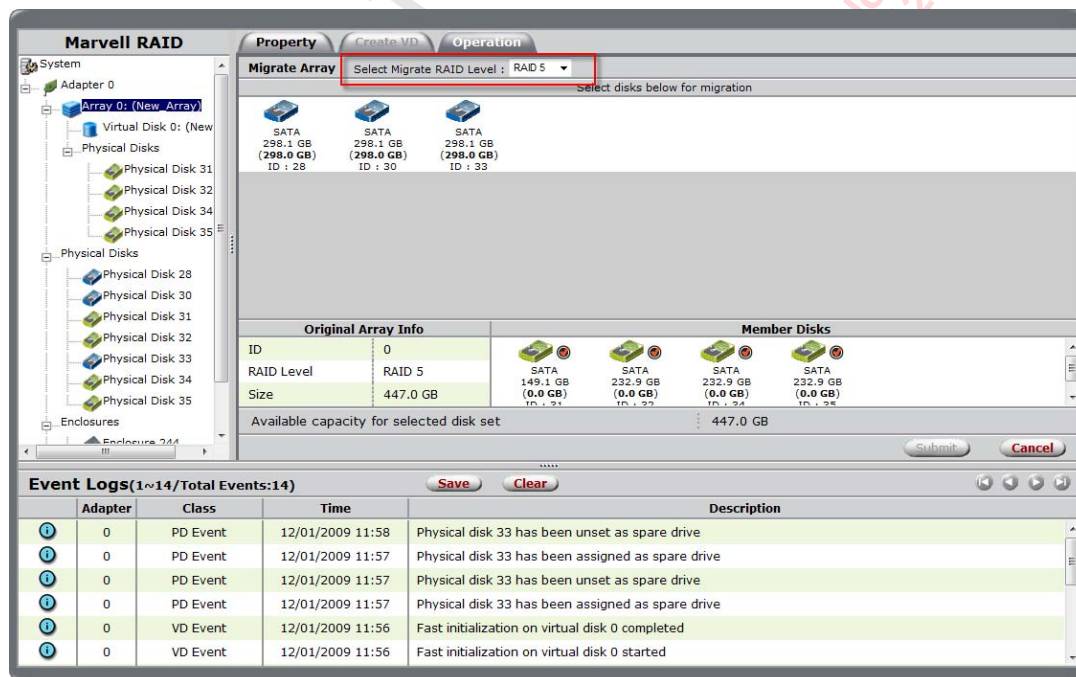 Marvell RAID
System
Adapter 0
Array 0: (New_Array)
Virtual Disk 0: (New
Physical Disks
Physical Disk 31
Physical Disk 32
Physical Disk 34
Physical Disk 35
Physical Disks
Physical Disk 28
Physical Disk 30
Physical Disk 31
Physical Disk 32
Physical Disk 33
Physical Disk 34
Physical Disk 35
Enclosures
Enclosure 244
Property Create VD Operation
Migrate Array Select Migrate RAID Level : RAID 5
Select disks below for migration
SATA SATA SATA
298.1 GB 298.1 GB 298.1 GB
(298.0 GB) (298.0 GB) (298.0 GB)
ID : 28 ID : 30 ID : 33
Original Array Info Member Disks
ID 0
RAID Level RAID 5
Size 447.0 GB
SATA SATA SATA SATA
149.1 GB 232.9 GB 232.9 GB 232.9 GB
(0.0 GB) (0.0 GB) (0.0 GB) (0.0 GB)
ID : 31 ID : 32 ID : 34 ID : 35
Available capacity for selected disk set 447.0 GB
Submit Cancel
Event Logs(1~14/Total Events:14) Save Clear
Adapter Class Time Description
0 PD Event 12/01/2009 11:58 Physical disk 33 has been unset as spare drive
0 PD Event 12/01/2009 11:57 Physical disk 33 has been assigned as spare drive
0 PD Event 12/01/2009 11:57 Physical disk 33 has been unset as spare drive
0 PD Event 12/01/2009 11:57 Physical disk 33 has been assigned as spare drive
0 VD Event 12/01/2009 11:56 Fast initialization on virtual disk 0 completed
0 VD Event 12/01/2009 11:56 Fast initialization on virtual disk 0 started